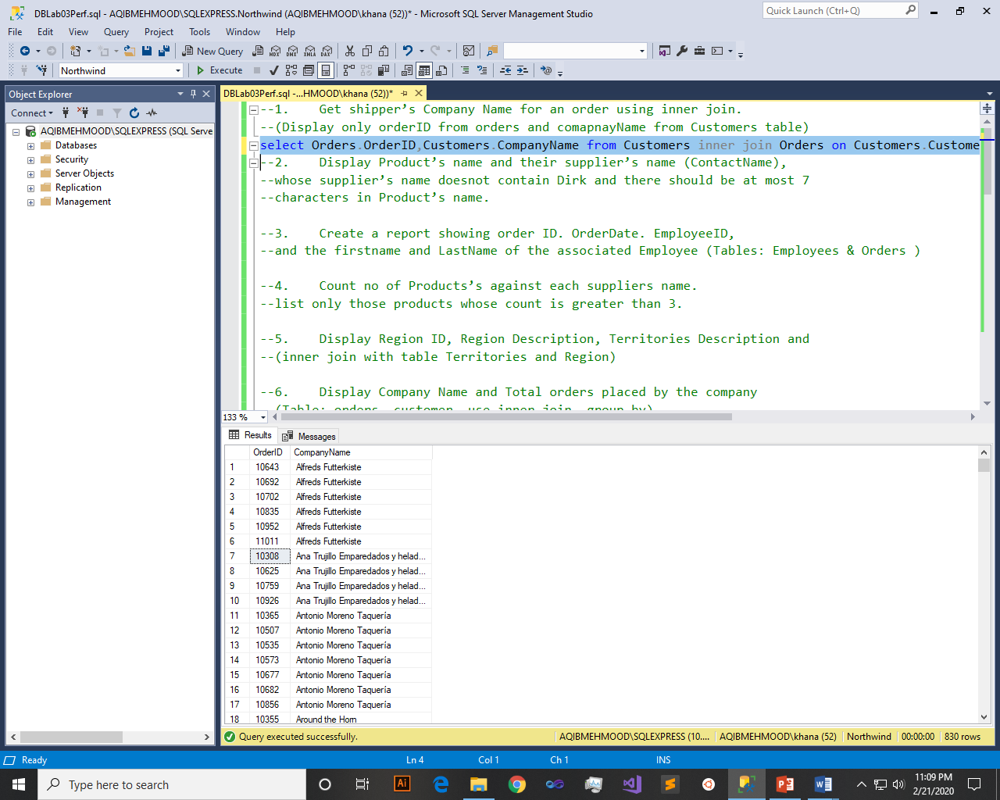 DBLab03Perf.sql - AQIBMEHMOOD\SQLEXPRESS.Northwind (AQIBMEHMOOD\khana (52))* - Microsoft SQL Server Management Studio
Quick Launch (Ctrl+Q)
File Edit View Query Project Tools Window Help
New Query
MDX DMX XMLA DAX
Northwind
Execute
Object Explorer
DBLab03Perf.sql -...HMOOD\khana (52))*
Connect
AQIBMEHMOOD\SQLEXPRESS (SQL Serve
Databases
Security
Server Objects
Replication
Management
--1. Get shipper’s Company Name for an order using inner join.
--(Display only orderID from orders and comapnayName from Customers table)
select Orders.OrderID,Customers.CompanyName from Customers inner join Orders on Customers.Custome
--2. Display Product’s name and their supplier’s name (ContactName),
--whose supplier’s name doesnot contain Dirk and there should be at most 7
--characters in Product’s name.
--3. Create a report showing order ID. OrderDate. EmployeeID,
--and the firstname and LastName of the associated Employee (Tables: Employees & Orders )
--4. Count no of Products’s against each suppliers name.
--list only those products whose count is greater than 3.
--5. Display Region ID, Region Description, Territories Description and
--(inner join with table Territories and Region)
--6. Display Company Name and Total orders placed by the company
--(Table: orders, customer, use inner join, group by)
133 %
Results Messages
OrderID CompanyName
1 10643 Alfreds Futterkiste
2 10692 Alfreds Futterkiste
3 10702 Alfreds Futterkiste
4 10835 Alfreds Futterkiste
5 10952 Alfreds Futterkiste
6 11011 Alfreds Futterkiste
7 10308 Ana Trujillo Emparedados y helad...
8 10625 Ana Trujillo Emparedados y helad...
9 10759 Ana Trujillo Emparedados y helad...
10 10926 Ana Trujillo Emparedados y helad...
11 10365 Antonio Moreno Taquería
12 10507 Antonio Moreno Taquería
13 10535 Antonio Moreno Taquería
14 10573 Antonio Moreno Taquería
15 10677 Antonio Moreno Taquería
16 10682 Antonio Moreno Taquería
17 10856 Antonio Moreno Taquería
18 10355 Around the Horn
Query executed successfully. AQIBMEHMOOD\SQLEXPRESS (10.... AQIBMEHMOOD\khana (52) Northwind 00:00:00 830 rows
Ready Ln 4 Col 1 Ch 1 INS
Type here to search
Ai
11:09 PM
2/21/2020